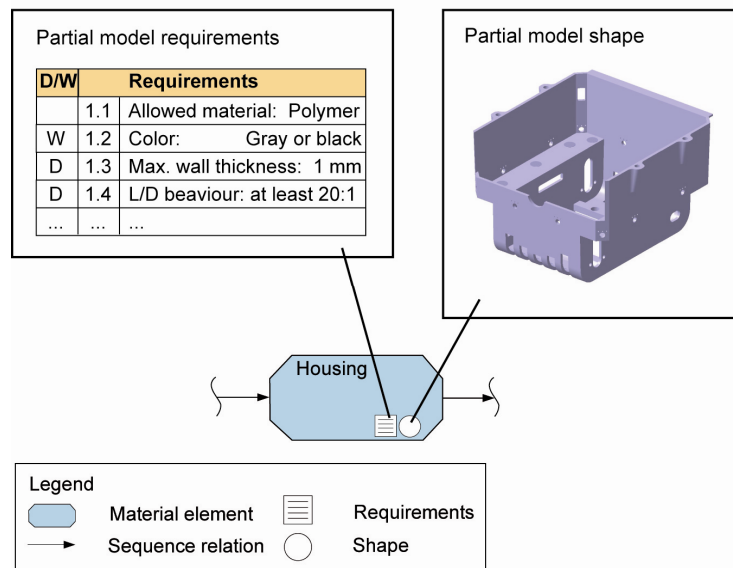 Partial model requirements
D/W Requirements
1.1 Allowed material: Polymer
W 1.2 Color: Gray or black
D 1.3 Max. wall thickness: 1 mm
D 1.4 L/D beaviour: at least 20:1
... ... ...
Partial model shape
Housing
Legend
Material element
Requirements
Sequence relation
Shape